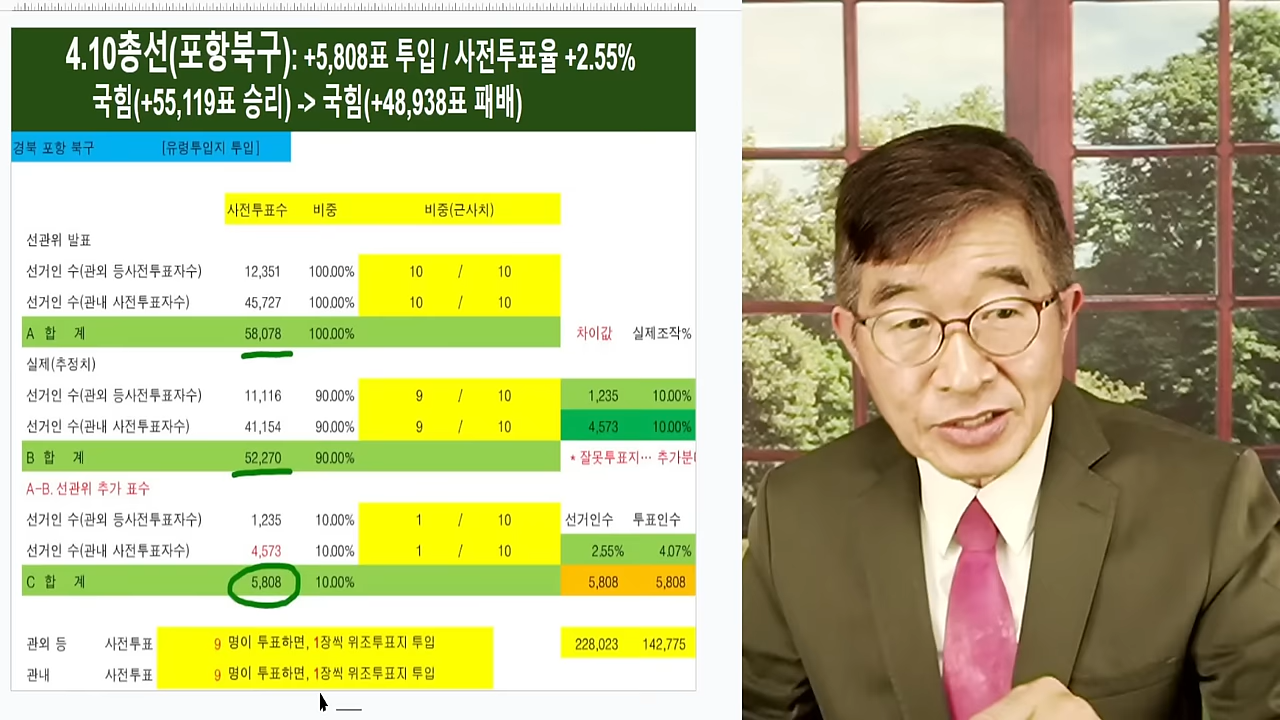 4.10총선(포항북구): +5,808표 투입 / 사전투표율 +2.55%
국힘(+55,119표 승리) -> 국힘(+48,938표 패배)
경북 포항 북구 [유령투입지 투입]
사전투표수 비중 비중(근사치)
선관위 발표
선거인 수(관외 등사전투표자수) 12,351 100.00% 10 / 10
선거인 수(관내 사전투표자수) 45,727 100.00% 10 / 10
A 합 계 58,078 100.00% 차이값 실제조작%
실제(추정치)
선거인 수(관외 등사전투표자수) 11,116 90.00% 9 / 10 1,235 10.00%
선거인 수(관내 사전투표자수) 41,154 90.00% 9 / 10 4,573 10.00%
B 합 계 52,270 90.00% * 잘못투표지… 추가분
A-B. 선관위 추가 표수
선거인 수(관외 등사전투표자수) 1,235 10.00% 1 / 10 선거인수 투표인수
선거인 수(관내 사전투표자수) 4,573 10.00% 1 / 10 2.55% 4.07%
C 합 계 5,808 10.00% 5,808 5,808
관외 등 사전투표 9 명이 투표하면, 1장씩 위조투표지 투입 228,023 142,775
관내 사전투표 9 명이 투표하면, 1장씩 위조투표지 투입